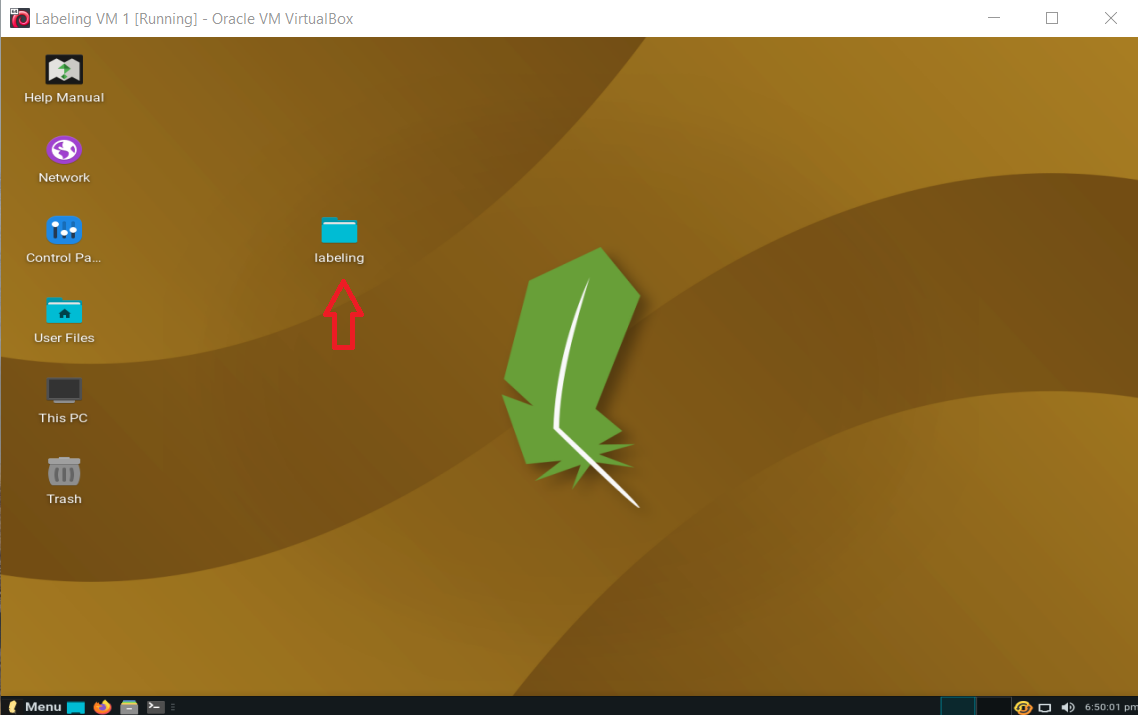 Labeling VM 1 [Running] - Oracle VM VirtualBox
Help Manual
Network
Control Pa...
labeling
User Files
This PC
Trash
Menu
6:50:01 pm